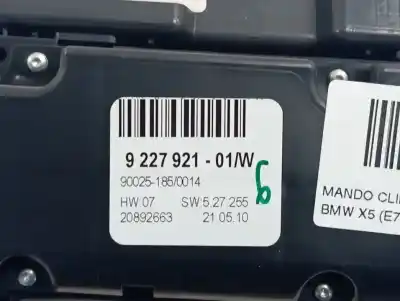 9 227 921 - 01/W
90025-185/0014
HW 07 SW 5.27.255
20892663 21.05.10
MANDO CLI
BMW X5 (E7